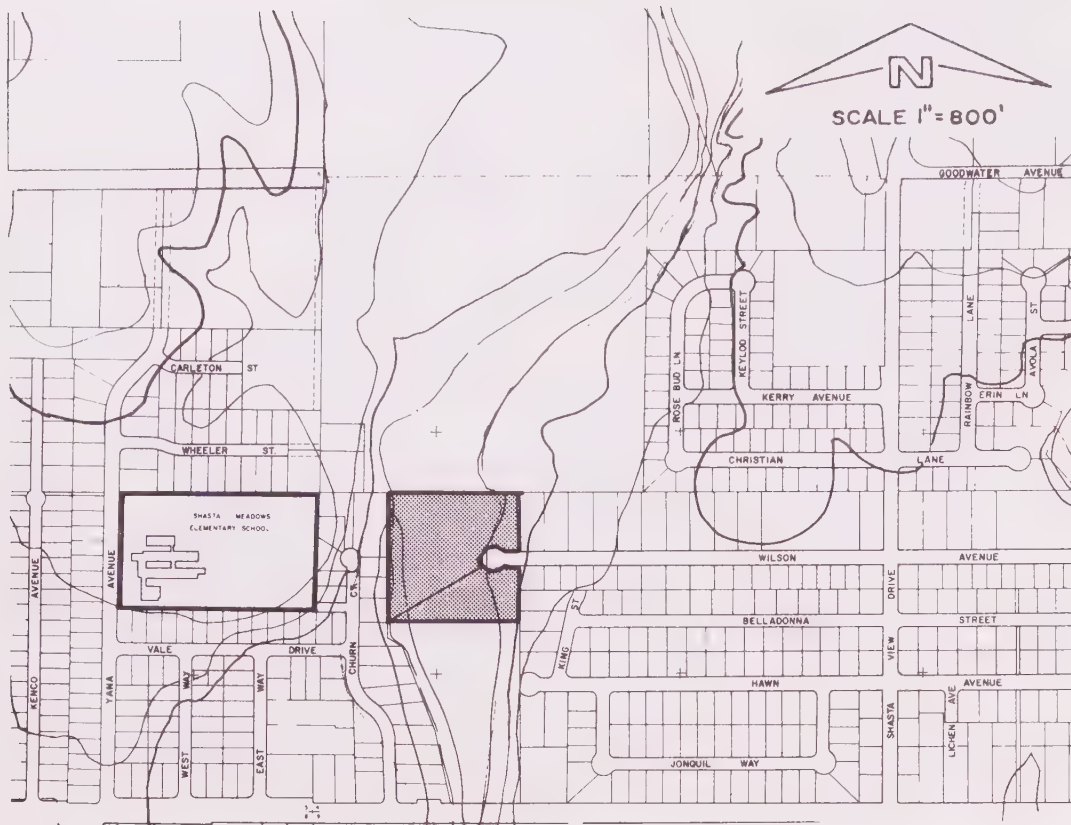 N
SCALE 1"=800'
GOODWATER AVENUE
ROSE BUD LN
KEYLOD STREET
RAINBOW LANE
AVOLA ST
CARLETON ST
KERRY AVENUE
ERIN LN
WHEELER ST.
CHRISTIAN LANE
SHASTA MEADOWS
ELEMENTARY SCHOOL
KENCO AVENUE
YANA AVENUE
WILSON AVENUE
CHURN CK.
KING ST
BELLADONNA STREET
VALE DRIVE
WEST WAY
EAST WAY
HAWN AVENUE
SHASTA VIEW DRIVE
LICHEN AVE
JONQUIL WAY